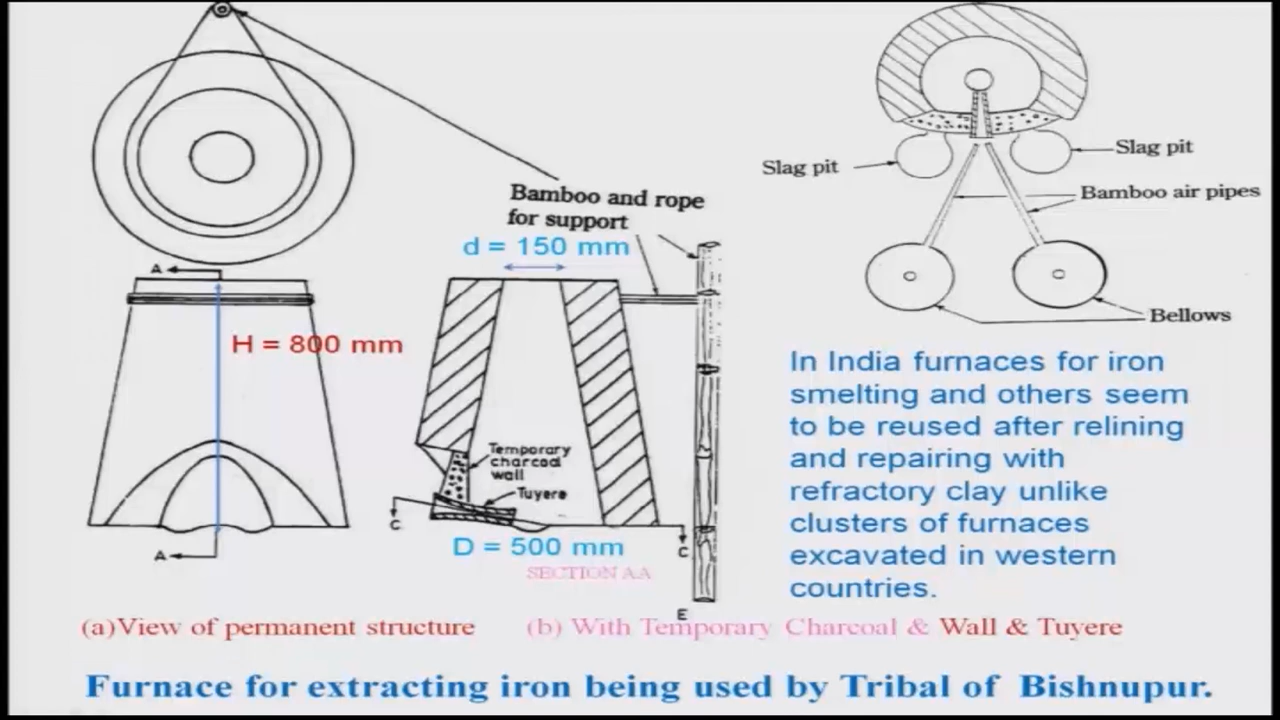 Bamboo and rope
for support
d = 150 mm
A
H = 800 mm
Temporary
charcoal
wall
Tuyere
C
C
D = 500 mm
SECTION AA
A
E
Slag pit
Slag pit
Bamboo air pipes
Bellows
In India furnaces for iron
smelting and others seem
to be reused after relining
and repairing with
refractory clay unlike
clusters of furnaces
excavated in western
countries.
(a)View of permanent structure
(b) With Temporary Charcoal & Wall & Tuyere
Furnace for extracting iron being used by Tribal of Bishnupur.